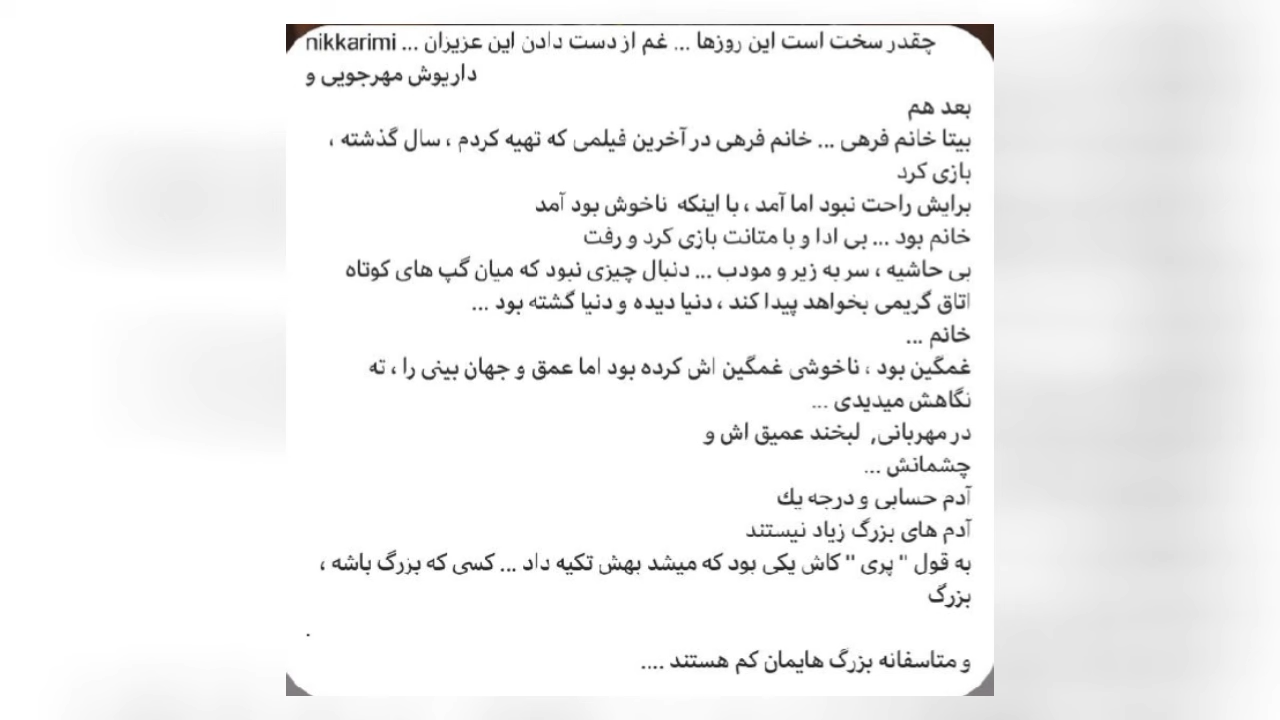 nikkarimi چقدر سخت است این روزها ... غم از دست دادن این عزیزان ...
داریوش مهرجویی و
بعد هم
بیتا خانم فرهی ... خانم فرهی در آخرین فیلمی که تهیه کردم ، سال گذشته ،
بازی کرد
برایش راحت نبود اما آمد ، با اینکه ناخوش بود آمد
خانم بود ... بی ادا و با متانت بازی کرد و رفت
بی حاشیه ، سر به زیر و مودب ... دنبال چیزی نبود که میان گپ های کوتاه
اتاق گریمی بخواهد پیدا کند ، دنیا دیده و دنیا گشته بود ...
خانم ...
غمگین بود ، ناخوشی غمگین اش کرده بود اما عمق و جهان بینی را ، ته
نگاهش میدیدی ...
در مهربانی, لبخند عمیق اش و
چشمانش ...
آدم حسابی و درجه یك
آدم های بزرگ زیاد نیستند
به قول " پری " کاش یکی بود که میشد بهش تکیه داد ... کسی که بزرگ باشه ،
بزرگ
.
و متاسفانه بزرگ هایمان کم هستند ....